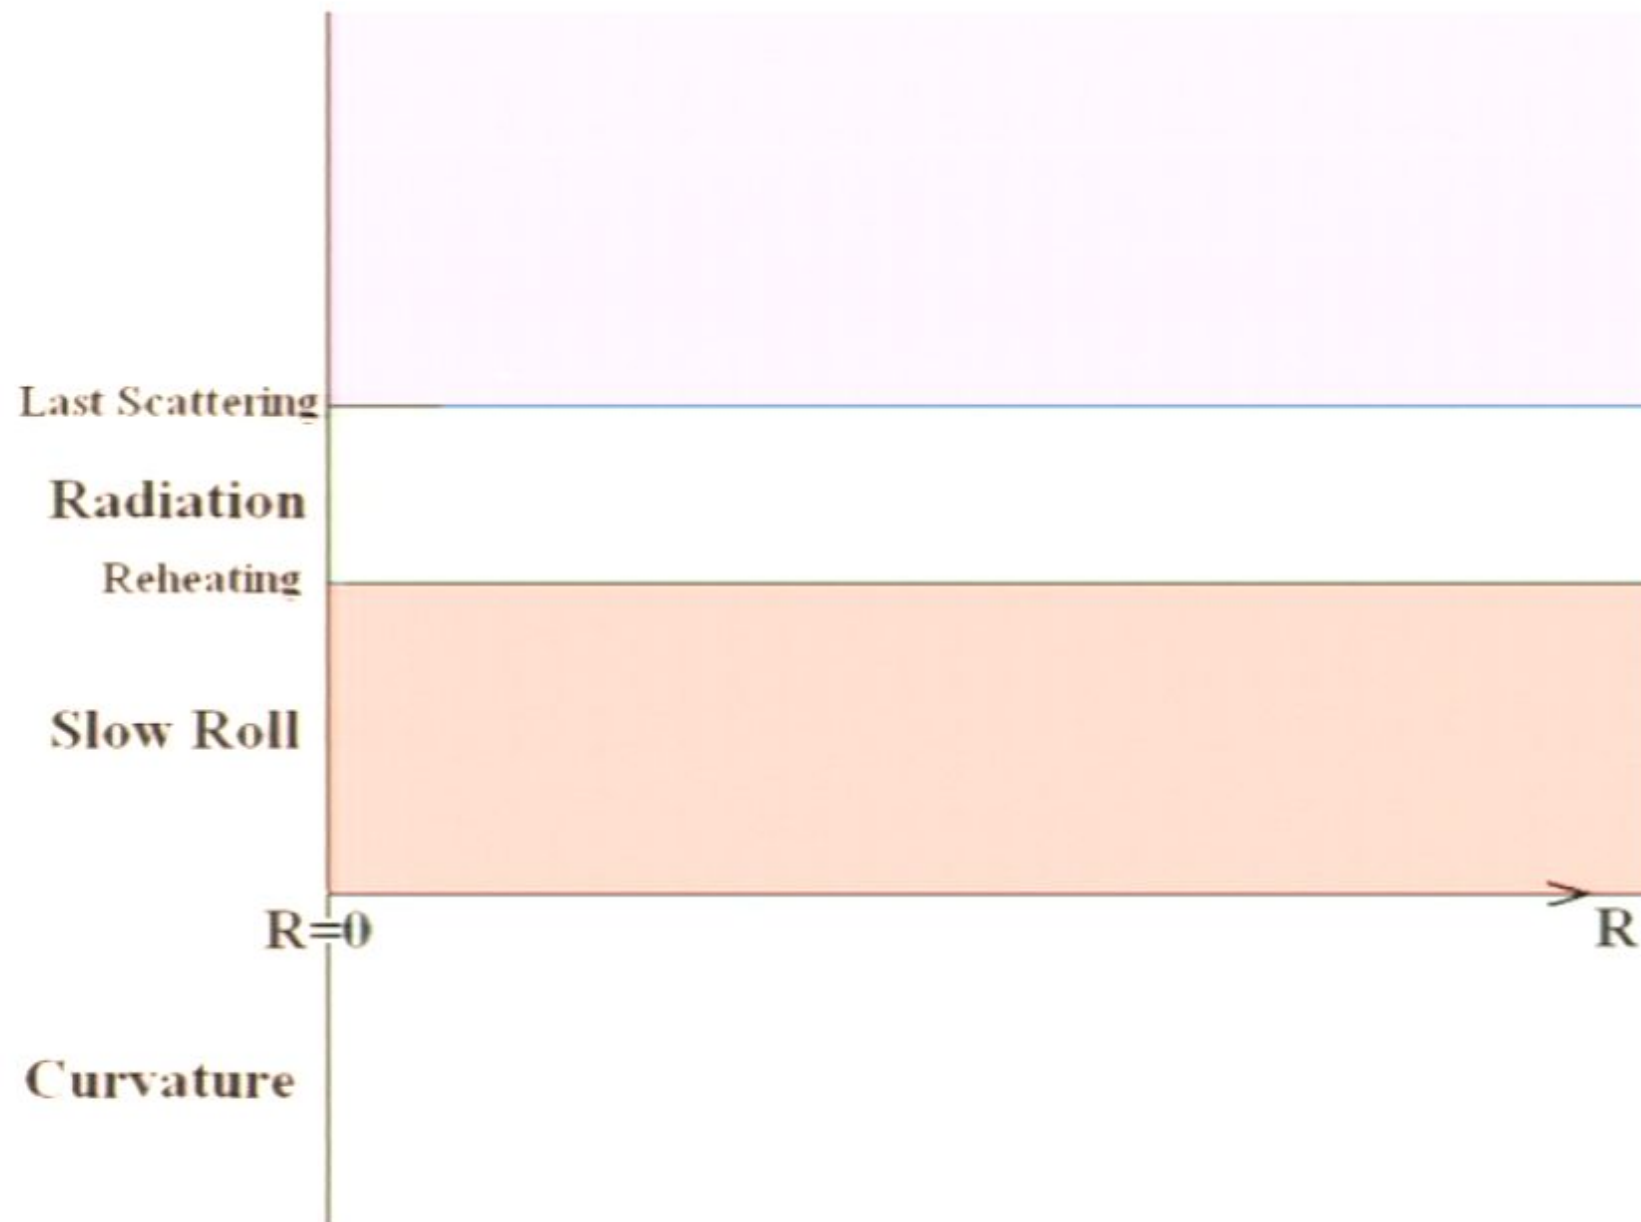 Last Scattering
Radiation
Reheating
Slow Roll
R=0
R
Curvature